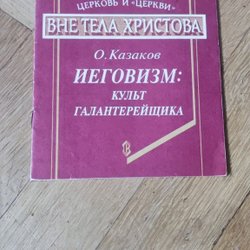 ЦЕРКОВЬ И «ЦЕРКВИ»
ВНЕ ТЕЛА ХРИСТОВА
О. Казаков
ИЕГОВИЗМ:
КУЛЬТ
ГАЛАНТЕРЕЙЩИКА